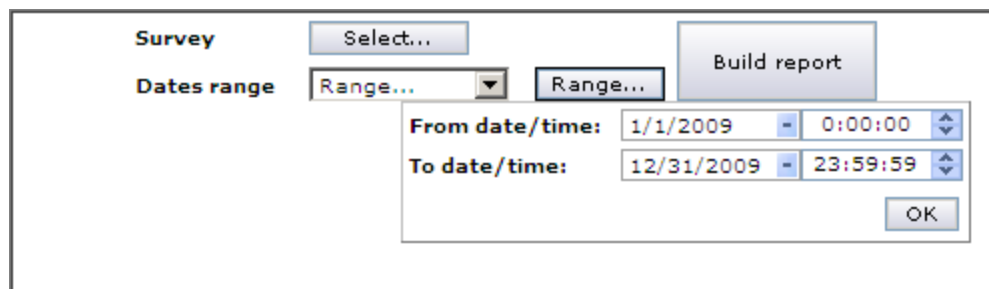 Survey Select...
Build report
Dates range Range... Range...
From date/time: 1/1/2009 - 0:00:00
To date/time: 12/31/2009 - 23:59:59
OK